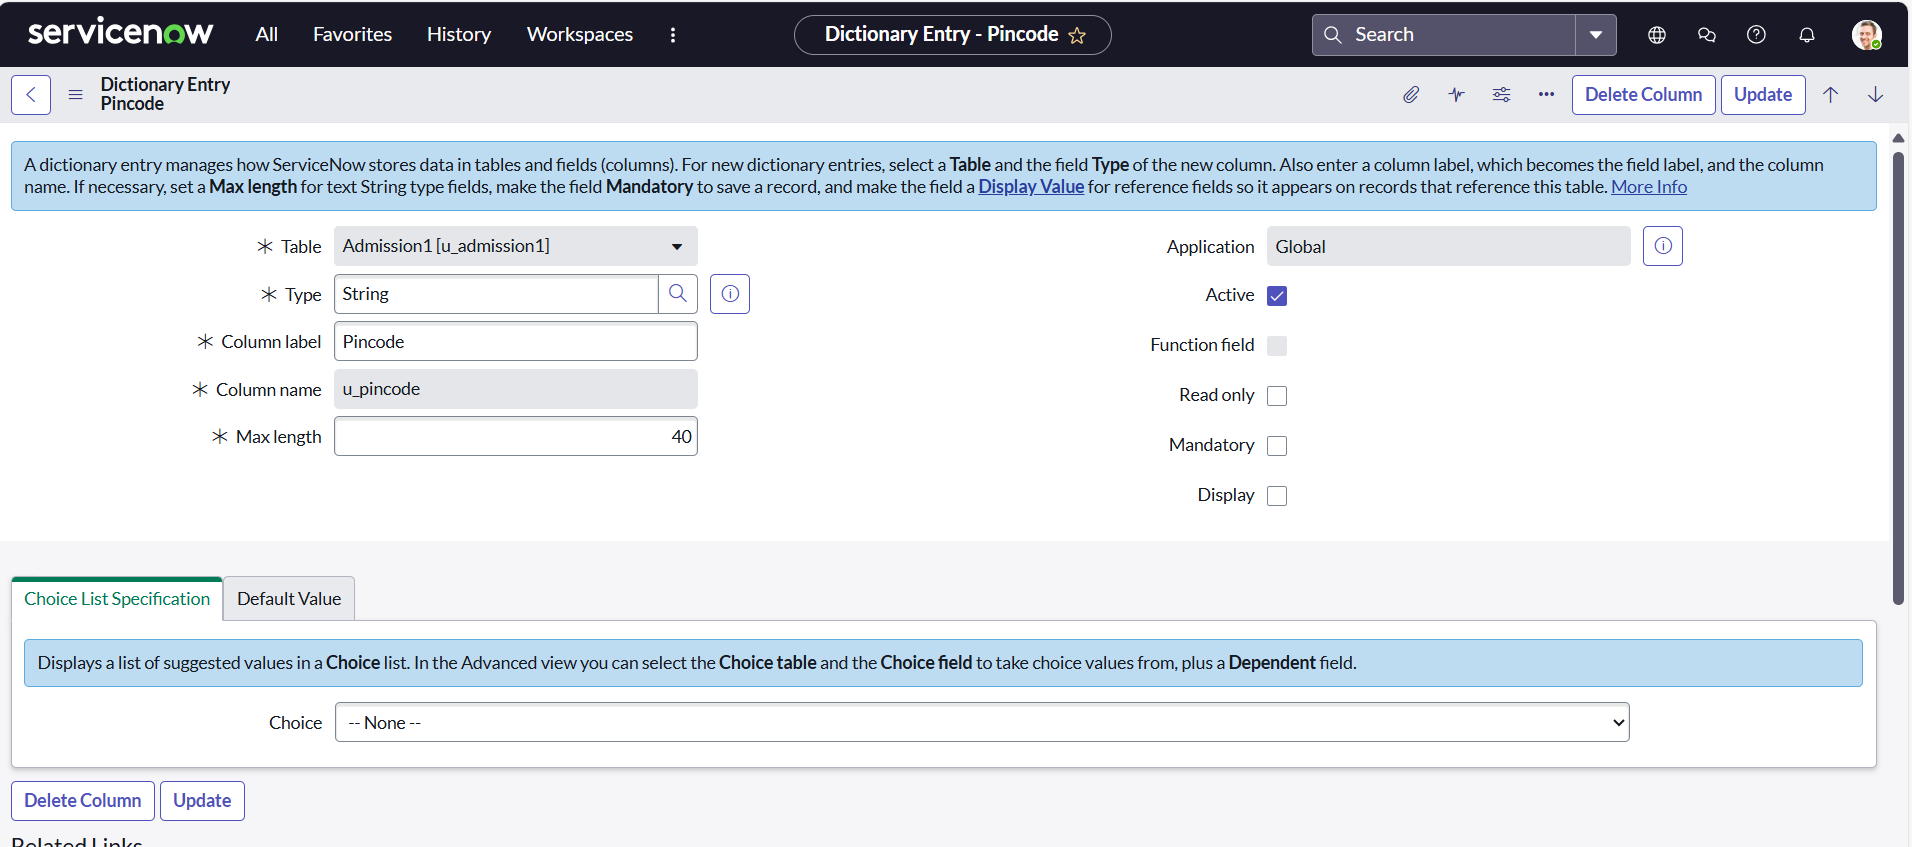 servicenow All Favorites History Workspaces Dictionary Entry - Pincode Search
Dictionary Entry
Pincode
Delete Column Update
A dictionary entry manages how ServiceNow stores data in tables and fields (columns). For new dictionary entries, select a Table and the field Type of the new column. Also enter a column label, which becomes the field label, and the column
name. If necessary, set a Max length for text String type fields, make the field Mandatory to save a record, and make the field a Display Value for reference fields so it appears on records that reference this table. More Info
Table Admission1 [u_admission1]
Type String
Column label Pincode
Column name u_pincode
Max length 40
Application Global
Active
Function field
Read only
Mandatory
Display
Choice List Specification Default Value
Displays a list of suggested values in a Choice list. In the Advanced view you can select the Choice table and the Choice field to take choice values from, plus a Dependent field.
Choice -- None --
Delete Column Update
Related Links